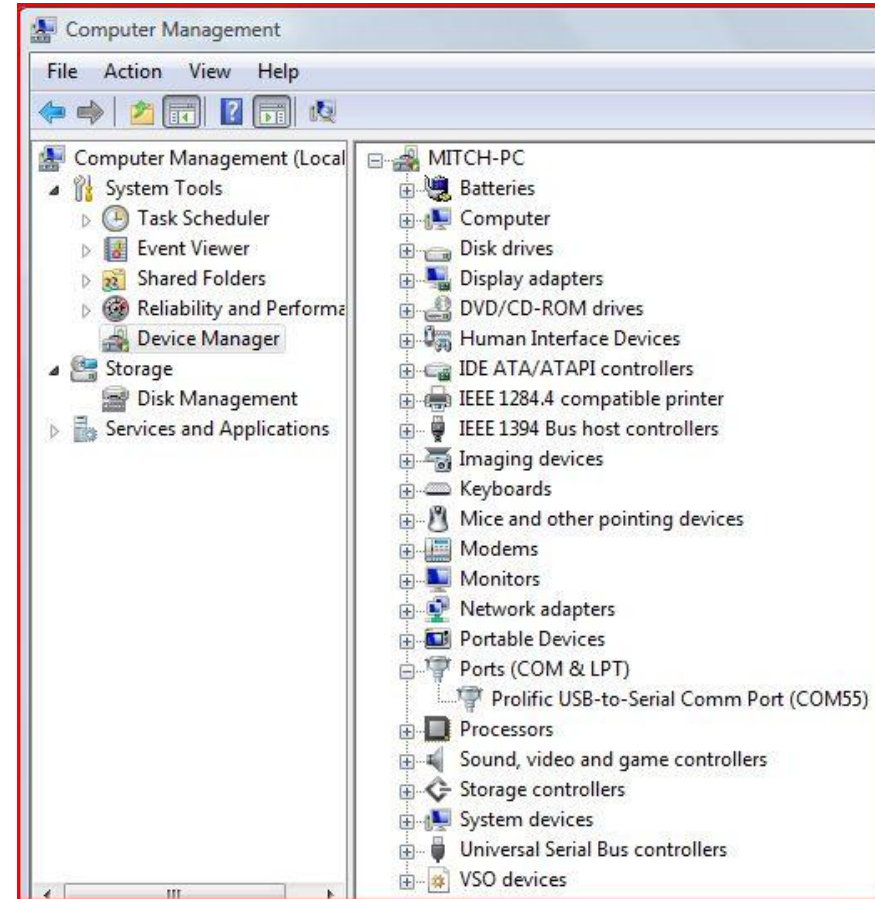 Computer Management
File Action View Help
Computer Management (Local
System Tools
Task Scheduler
Event Viewer
Shared Folders
Reliability and Performa
Device Manager
Storage
Disk Management
Services and Applications
MITCH-PC
Batteries
Computer
Disk drives
Display adapters
DVD/CD-ROM drives
Human Interface Devices
IDE ATA/ATAPI controllers
IEEE 1284.4 compatible printer
IEEE 1394 Bus host controllers
Imaging devices
Keyboards
Mice and other pointing devices
Modems
Monitors
Network adapters
Portable Devices
Ports (COM & LPT)
Prolific USB-to-Serial Comm Port (COM55)
Processors
Sound, video and game controllers
Storage controllers
System devices
Universal Serial Bus controllers
VSO devices